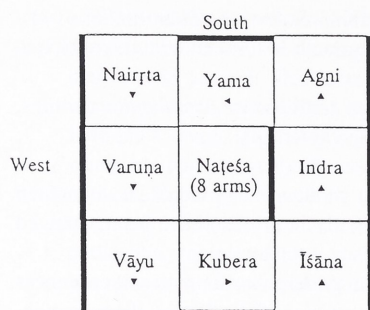 South
Nairṛta
Yama
Agni
West
Varuṇa
Naṭeśa
(8 arms)
Indra
Vāyu
Kubera
Īśāna